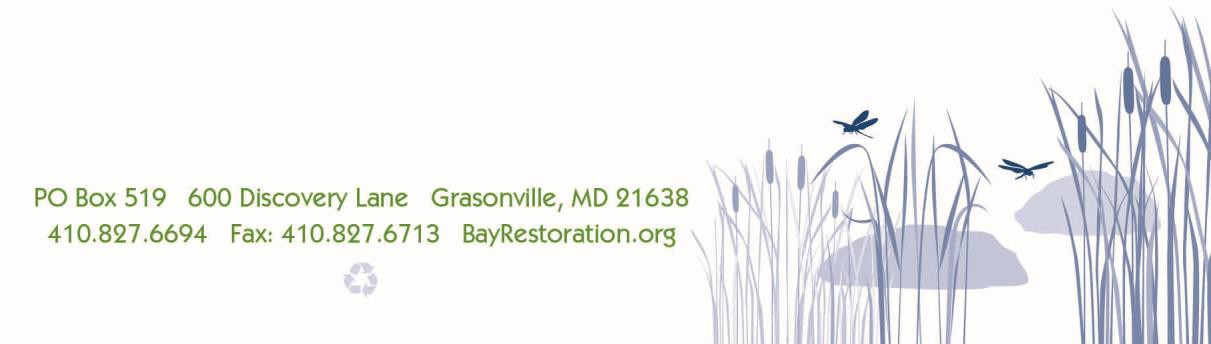 PO Box 519 600 Discovery Lane Grasonville, MD 21638
410.827.6694 Fax: 410.827.6713 BayRestoration.org